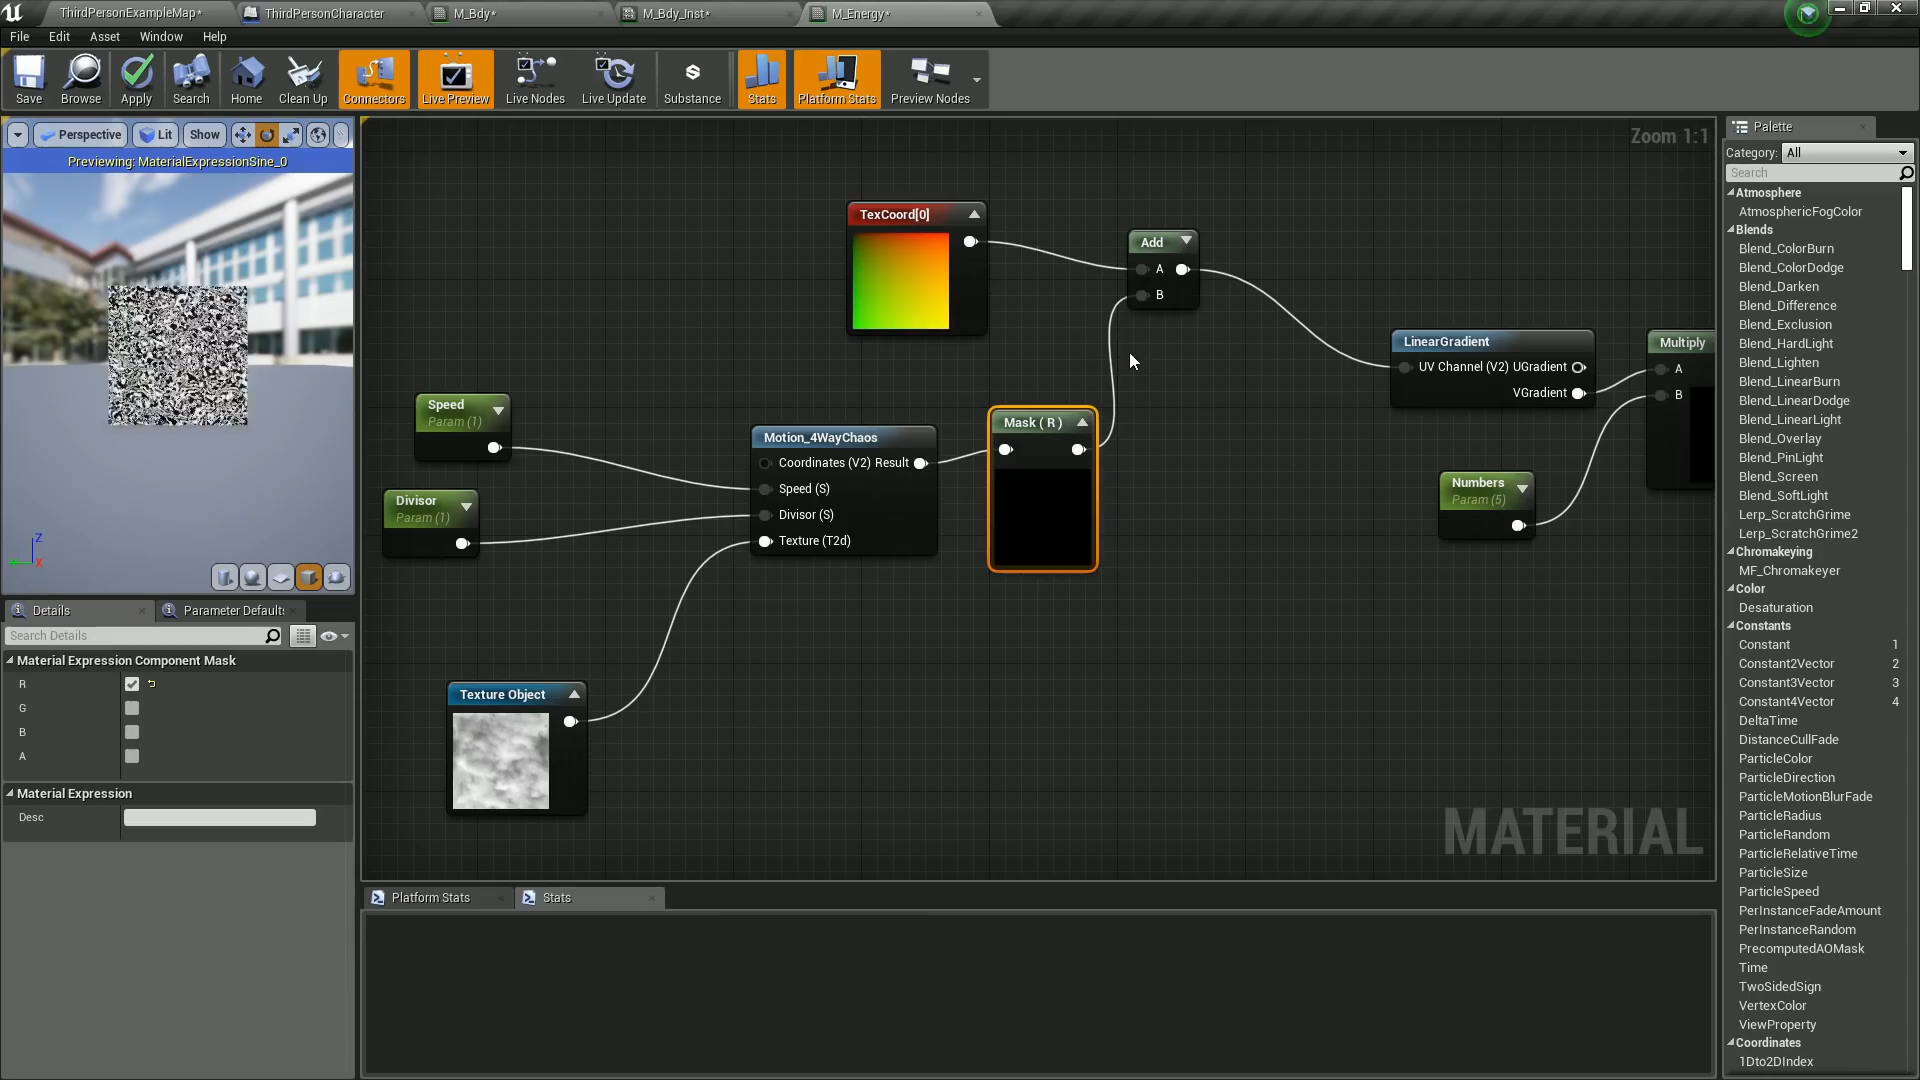 ThirdPersonExampleMap*
ThirdPersonCharacter
M_Bdy*
M_Bdy_Inst*
M_Energy*
File
Edit
Asset
Window
Help
Save
Browse
Apply
Search
Home
Clean Up
Connectors
Live Preview
Live Nodes
Live Update
Substance
Stats
Platform Stats
Preview Nodes
Perspective
Lit
Show
Previewing: MaterialExpressionSine_0
Z
X
Details
Parameter Defaults
Search Details
Material Expression Component Mask
R
G
B
A
Material Expression
Desc
Zoom 1:1
TexCoord[0]
Add
A
B
Speed
Param (1)
Divisor
Param (1)
Motion_4WayChaos
Coordinates (V2) Result
Speed (S)
Divisor (S)
Texture (T2d)
Mask ( R )
LinearGradient
UV Channel (V2) UGradient
VGradient
Multiply
A
B
Numbers
Param (5)
Texture Object
MATERIAL
Platform Stats
Stats
Palette
Category: All
Search
Atmosphere
AtmosphericFogColor
Blends
Blend_ColorBurn
Blend_ColorDodge
Blend_Darken
Blend_Difference
Blend_Exclusion
Blend_HardLight
Blend_Lighten
Blend_LinearBurn
Blend_LinearDodge
Blend_LinearLight
Blend_Overlay
Blend_PinLight
Blend_Screen
Blend_SoftLight
Lerp_ScratchGrime
Lerp_ScratchGrime2
Chromakeying
MF_Chromakeyer
Color
Desaturation
Constants
Constant 1
Constant2Vector 2
Constant3Vector 3
Constant4Vector 4
DeltaTime
DistanceCullFade
ParticleColor
ParticleDirection
ParticleMotionBlurFade
ParticleRadius
ParticleRandom
ParticleRelativeTime
ParticleSize
ParticleSpeed
PerInstanceFadeAmount
PerInstanceRandom
PrecomputedAOMask
Time
TwoSidedSign
VertexColor
ViewProperty
Coordinates
1Dto2DIndex